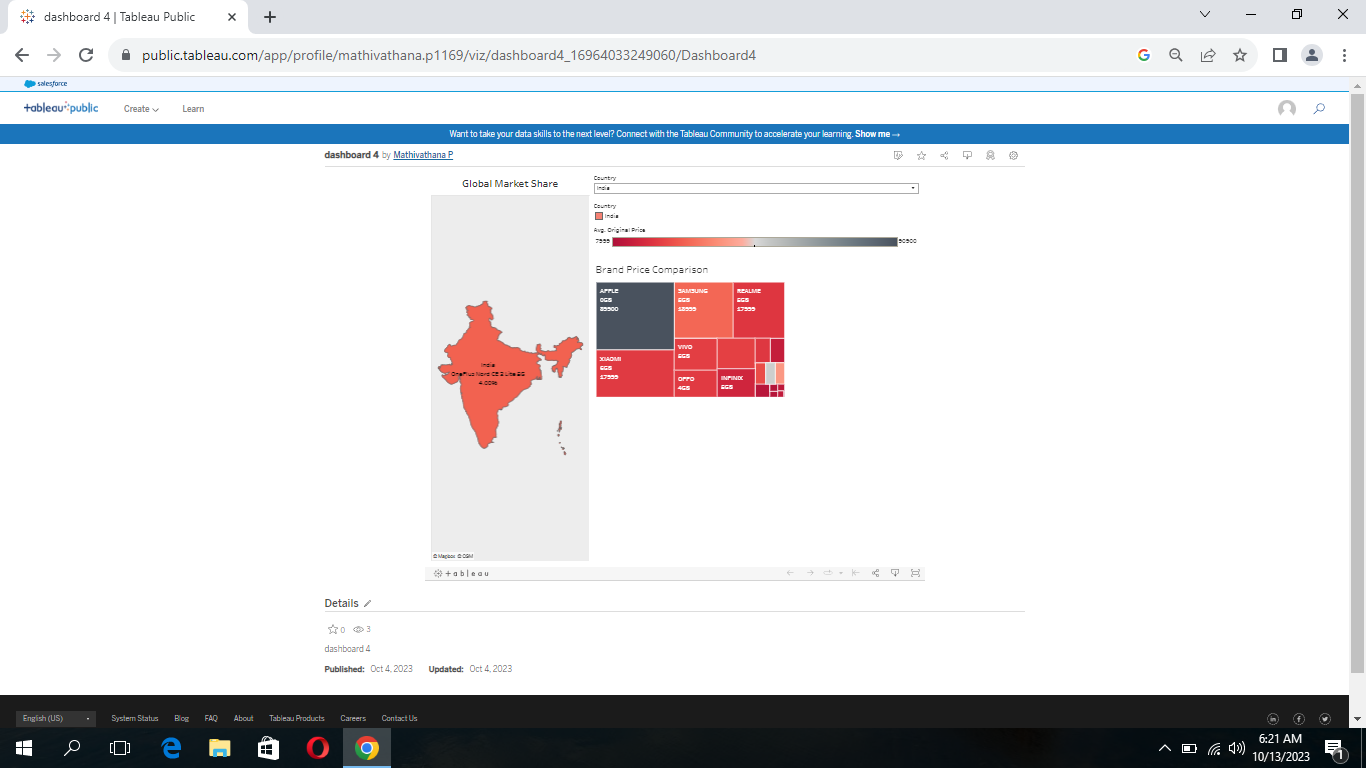 dashboard 4 | Tableau Public
public.tableau.com/app/profile/mathivathana.p1169/viz/dashboard4_16964033249060/Dashboard4
salesforce
+ableau public
Create
Learn
Want to take your data skills to the next level? Connect with the Tableau Community to accelerate your learning. Show me →
dashboard 4 by Mathivathana P
Global Market Share
Country
India
Country
India
Avg. Original Price
7999
90900
Brand Price Comparison
APPLE
0GB
89900
SAMSUNG
6GB
18999
REALME
6GB
17999
XIAOMI
6GB
17999
VIVO
6GB
OPPO
4GB
INFINIX
6GB
India
OnePlus Nord CE 2 Lite 5G
4.00%
© Mapbox © OSM
+ableau
Details
0
3
dashboard 4
Published: Oct 4, 2023
Updated: Oct 4, 2023
English (US)
System Status
Blog
FAQ
About
Tableau Products
Careers
Contact Us
6:21 AM
10/13/2023
1